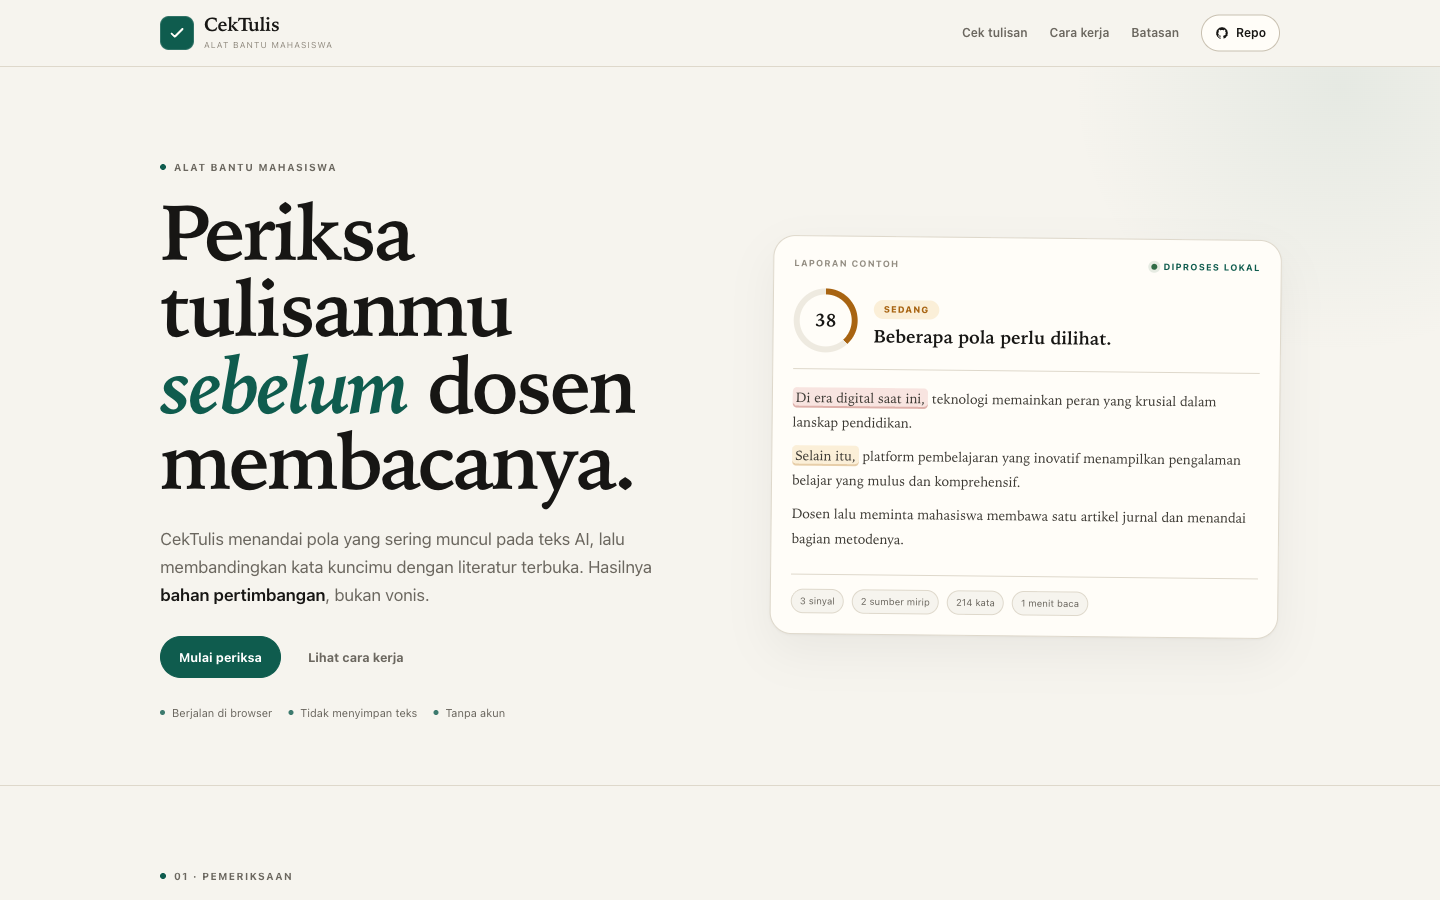 CekTulis
ALAT BANTU MAHASISWA
Cek tulisan
Cara kerja
Batasan
Repo
ALAT BANTU MAHASISWA
Periksa
tulisanmu
sebelum dosen
membacanya.
CekTulis menandai pola yang sering muncul pada teks AI, lalu
membandingkan kata kuncimu dengan literatur terbuka. Hasilnya
bahan pertimbangan, bukan vonis.
Mulai periksa
Lihat cara kerja
Berjalan di browser
Tidak menyimpan teks
Tanpa akun
LAPORAN CONTOH
DIPROSES LOKAL
38
SEDANG
Beberapa pola perlu dilihat.
Di era digital saat ini, teknologi memainkan peran yang krusial dalam
lanskap pendidikan.
Selain itu, platform pembelajaran yang inovatif menampilkan pengalaman
belajar yang mulus dan komprehensif.
Dosen lalu meminta mahasiswa membawa satu artikel jurnal dan menandai
bagian metodenya.
3 sinyal
2 sumber mirip
214 kata
1 menit baca
01 · PEMERIKSAAN